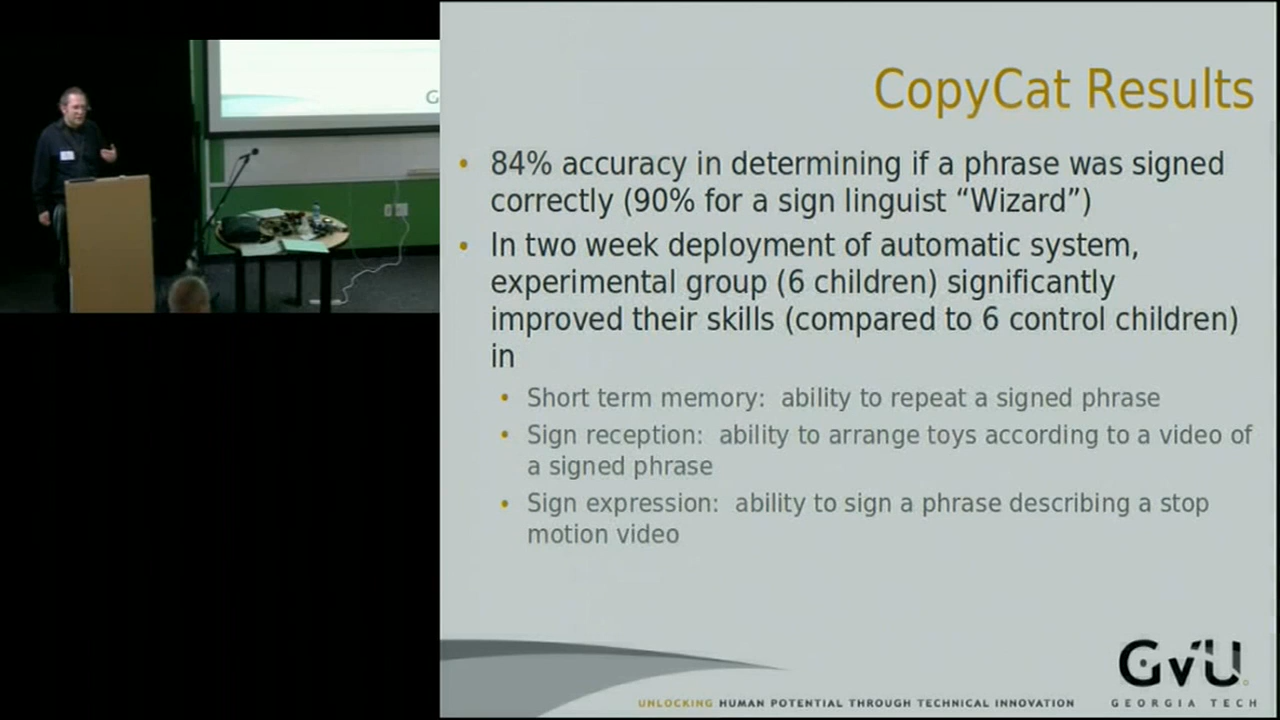 G
CopyCat Results
• 84% accuracy in determining if a phrase was signed
correctly (90% for a sign linguist “Wizard”)
• In two week deployment of automatic system,
experimental group (6 children) significantly
improved their skills (compared to 6 control children)
in
• Short term memory: ability to repeat a signed phrase
• Sign reception: ability to arrange toys according to a video of
a signed phrase
• Sign expression: ability to sign a phrase describing a stop
motion video
GvU
UNLOCKING HUMAN POTENTIAL THROUGH TECHNICAL INNOVATION
GEORGIA TECH